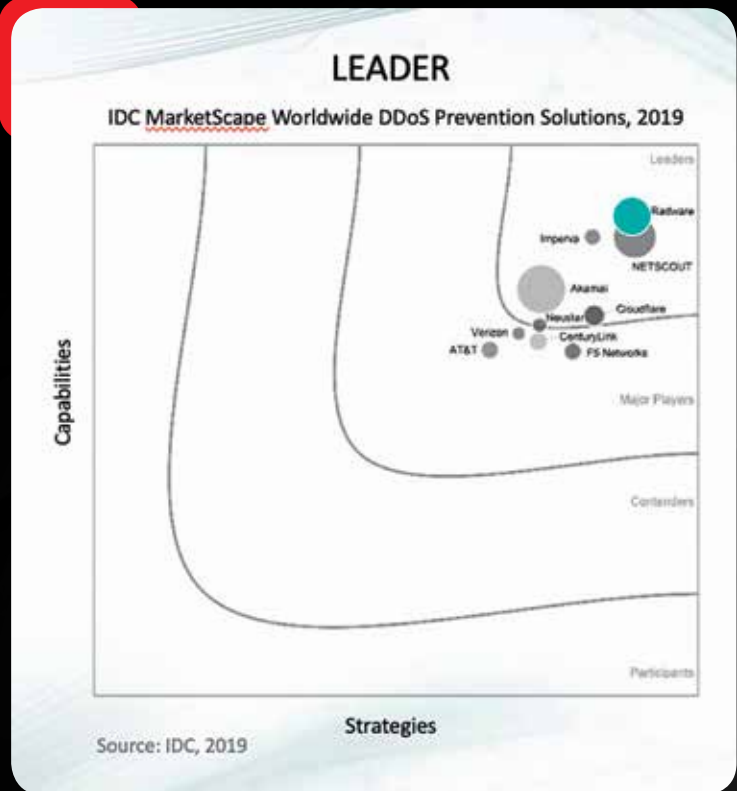 LEADER
IDC MarketScape Worldwide DDoS Prevention Solutions, 2019
Leaders
Radware
Imperva
NETSCOUT
Akamai
Cloudflare
Neustar
Verizon
CenturyLink
AT&T
F5 Networks
Capabilities
Major Players
Contenders
Participants
Strategies
Source: IDC, 2019